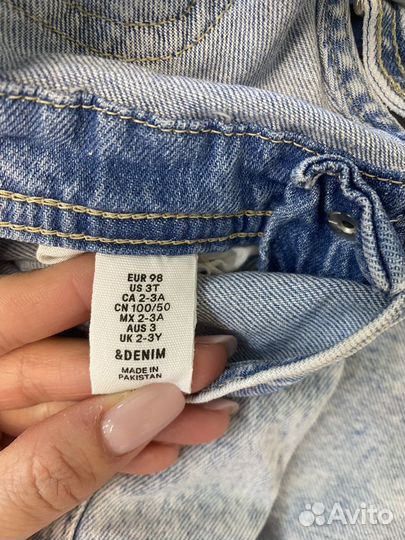 EUR 98
US 3T
CA 2-3A
CN 100/50
MX 2-3A
AUS 3
UK 2-3Y
&DENIM
MADE IN
PAKISTAN
Avito